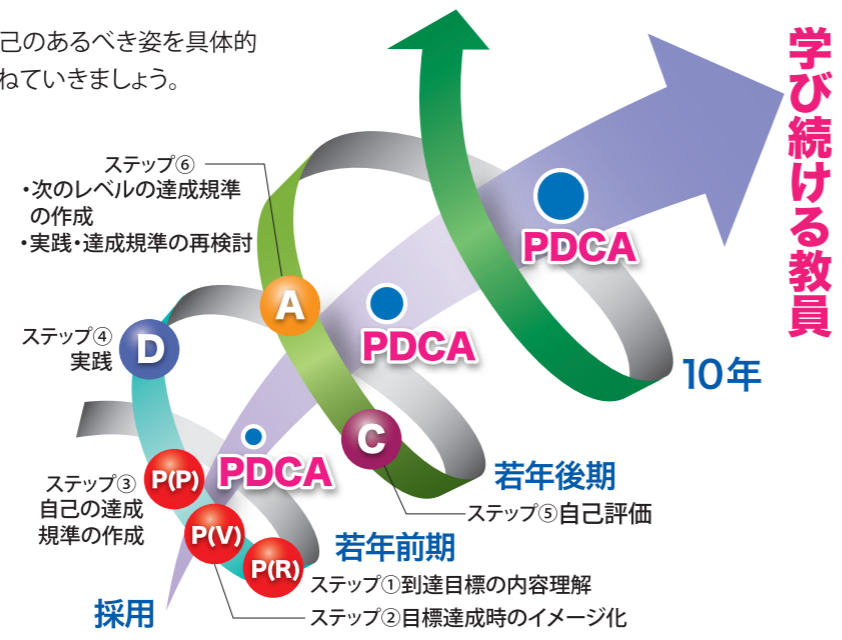 己のあるべき姿を具体的
ねていきましょう。
学び続ける教員
ステップ⑥
・次のレベルの達成規準
の作成
・実践・達成規準の再検討
PDCA
A
ステップ④
実践
D
PDCA
10年
C
PDCA
若年後期
ステップ③
自己の達成
規準の作成
P(P)
ステップ⑤自己評価
P(V)
若年前期
P(R)
ステップ①到達目標の内容理解
採用
ステップ②目標達成時のイメージ化